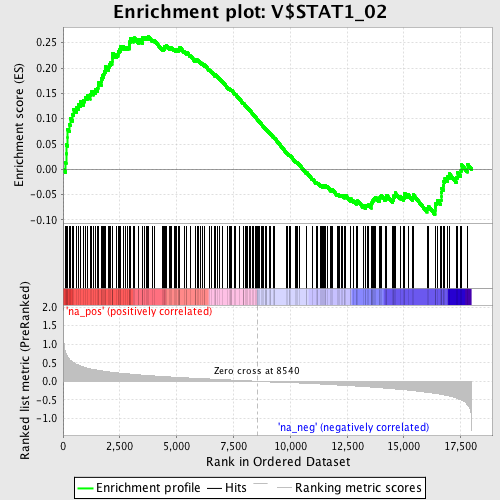 Enrichment plot: V$STAT1_02
Enrichment score (ES)
0.25
0.20
0.15
0.10
0.05
0.00
-0.05
-0.10
Ranked list metric (PreRanked)
2.0
1.5
1.0
0.5
0.0
-0.5
-1.0
'na_pos' (positively correlated)
Zero cross at 8540
'na_neg' (negatively correlated)
0 2,500 5,000 7,500 10,000 12,500 15,000 17,500
Rank in Ordered Dataset
Enrichment profile Hits Ranking metric scores